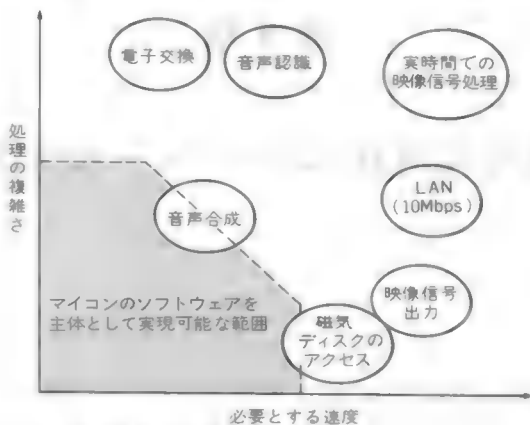 電子交換
音声認識
実時間での
映像信号処理
処理の複雑さ
LAN
(10Mbps)
音声合成
マイコンのソフトウェアを
主体として実現可能な範囲
映像信号
出力
磁気
ディスクの
アクセス
必要とする速度